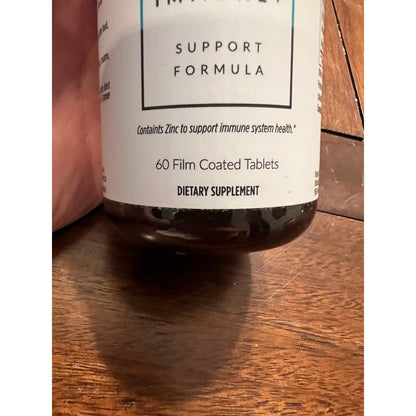 SUPPORT
FORMULA
Containts Zinc to support immune system health.*
60 Film Coated Tablets
DIETARY SUPPLEMENT